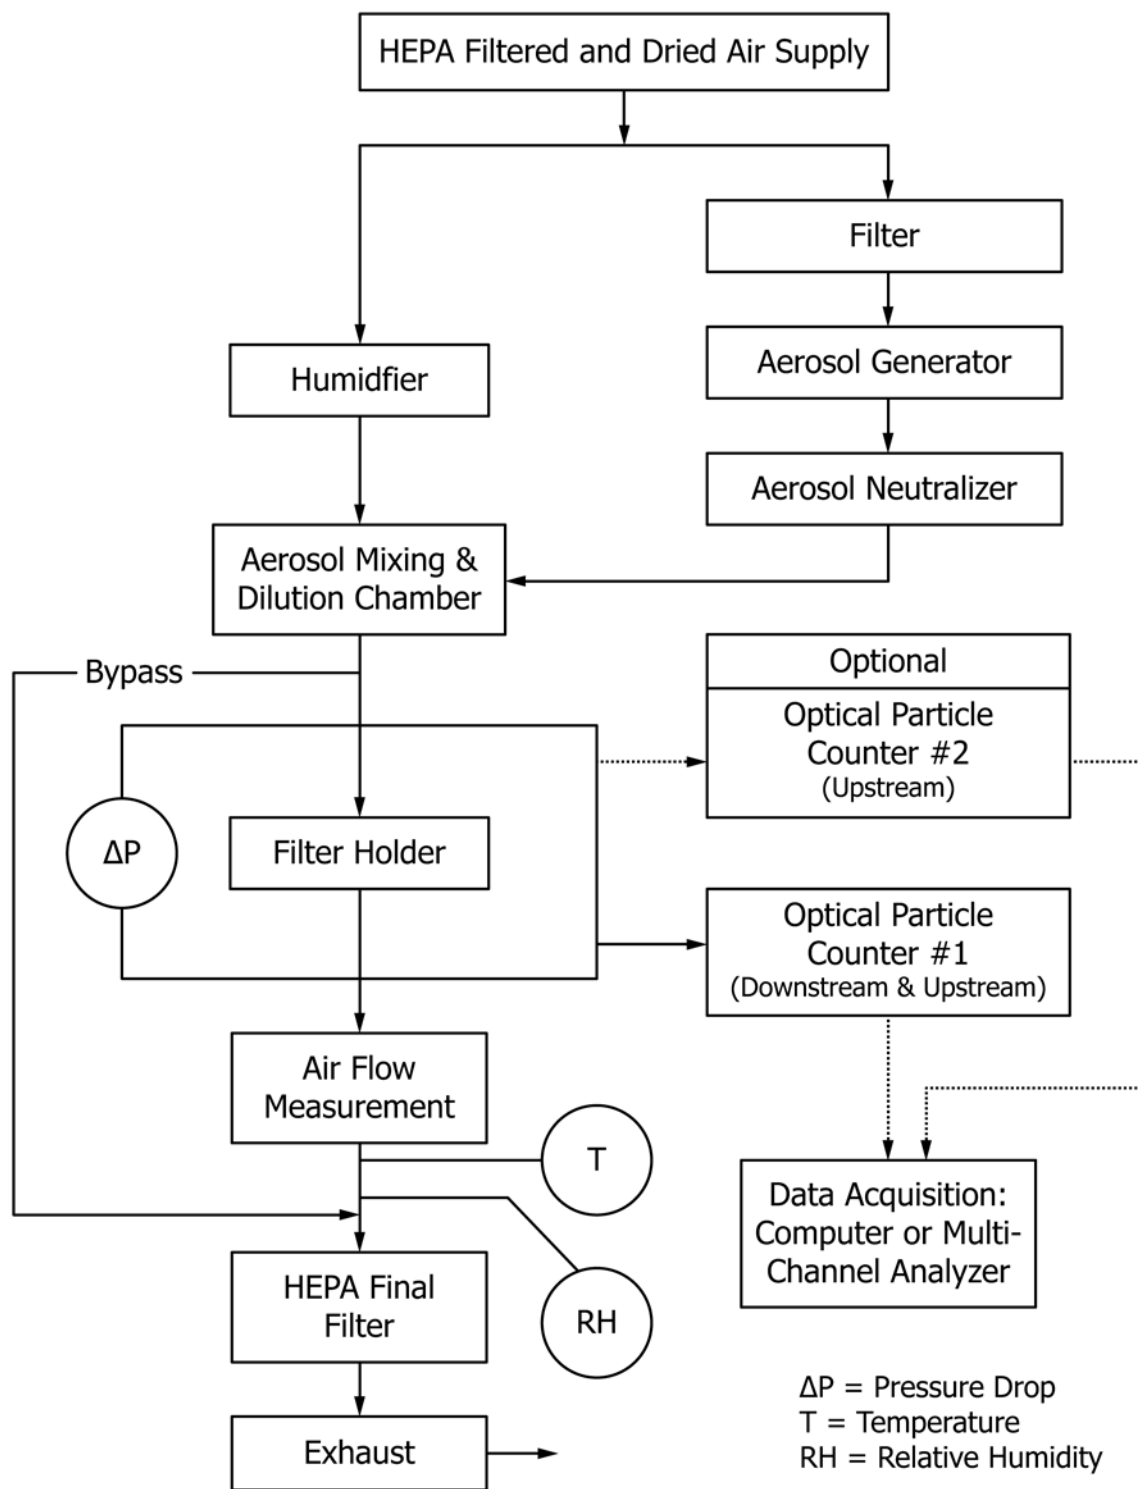 HEPA Filtered and Dried Air Supply
Filter
Aerosol Generator
Humidfier
Aerosol Neutralizer
Aerosol Mixing &
Dilution Chamber
Bypass
Optional
Optical Particle
Counter #2
(Upstream)
ΔP
Filter Holder
Optical Particle
Counter #1
(Downstream & Upstream)
Air Flow
Measurement
T
Data Acquisition:
Computer or Multi-
Channel Analyzer
HEPA Final
Filter
RH
ΔP = Pressure Drop
T = Temperature
RH = Relative Humidity
Exhaust